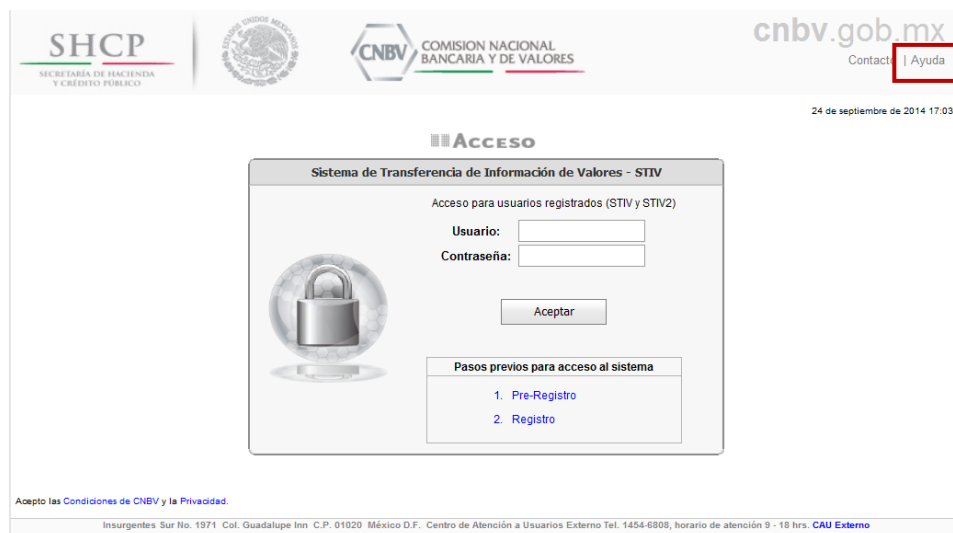 SHCP
SECRETARÍA DE HACIENDA
Y CRÉDITO PÚBLICO
UNIDOS MEXICANOS
CNBV
COMISION NACIONAL
BANCARIA Y DE VALORES
cnbv.gob.mx
Contacto | Ayuda
24 de septiembre de 2014 17:03
ACCESO
Sistema de Transferencia de Información de Valores - STIV
Acceso para usuarios registrados (STIV y STIV2)
Usuario:
Contraseña:
Aceptar
Pasos previos para acceso al sistema
1. Pre-Registro
2. Registro
Acepto las Condiciones de CNBV y la Privacidad.
Insurgentes Sur No. 1971 Col. Guadalupe Inn C.P. 01020 México D.F. Centro de Atención a Usuarios Externo Tel. 1454-6808, horario de atención 9 - 18 hrs. CAU Externo